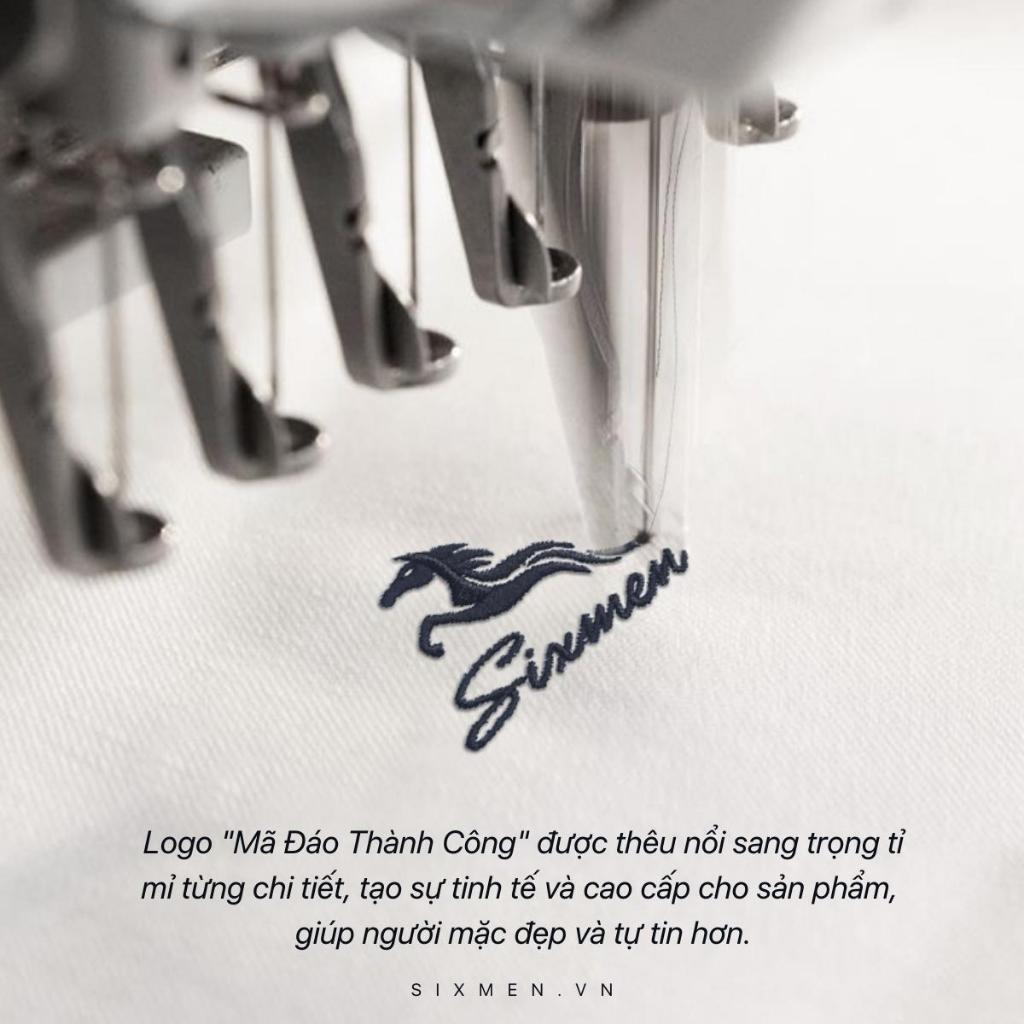 Sixmen
Logo "Mã Đáo Thành Công" được thêu nổi sang trọng tỉ
mỉ từng chi tiết, tạo sự tinh tế và cao cấp cho sản phẩm,
giúp người mặc đẹp và tự tin hơn.
SIXMEN.VN